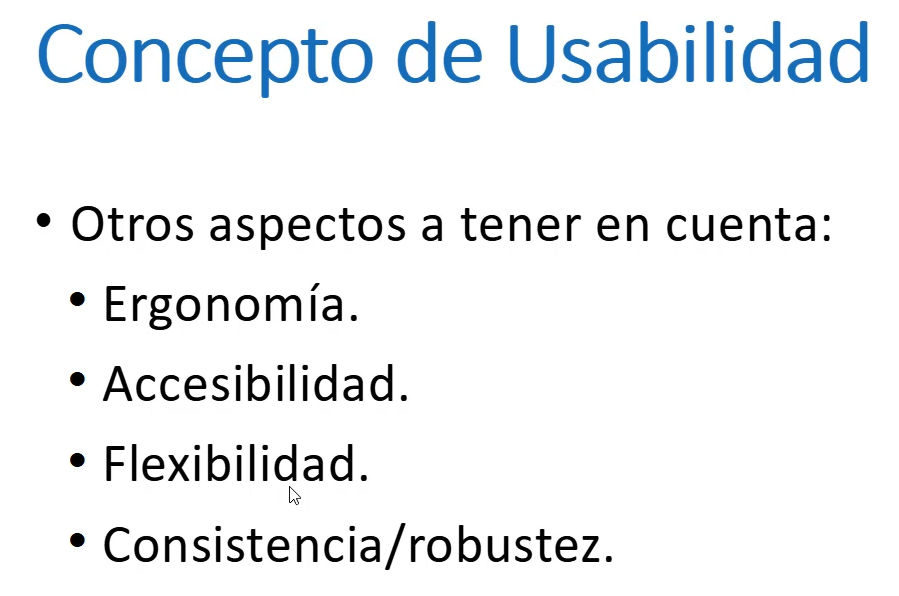 Concepto de Usabilidad
• Otros aspectos a tener en cuenta:
• Ergonomía.
• Accesibilidad.
• Flexibilidad.
• Consistencia/robustez.